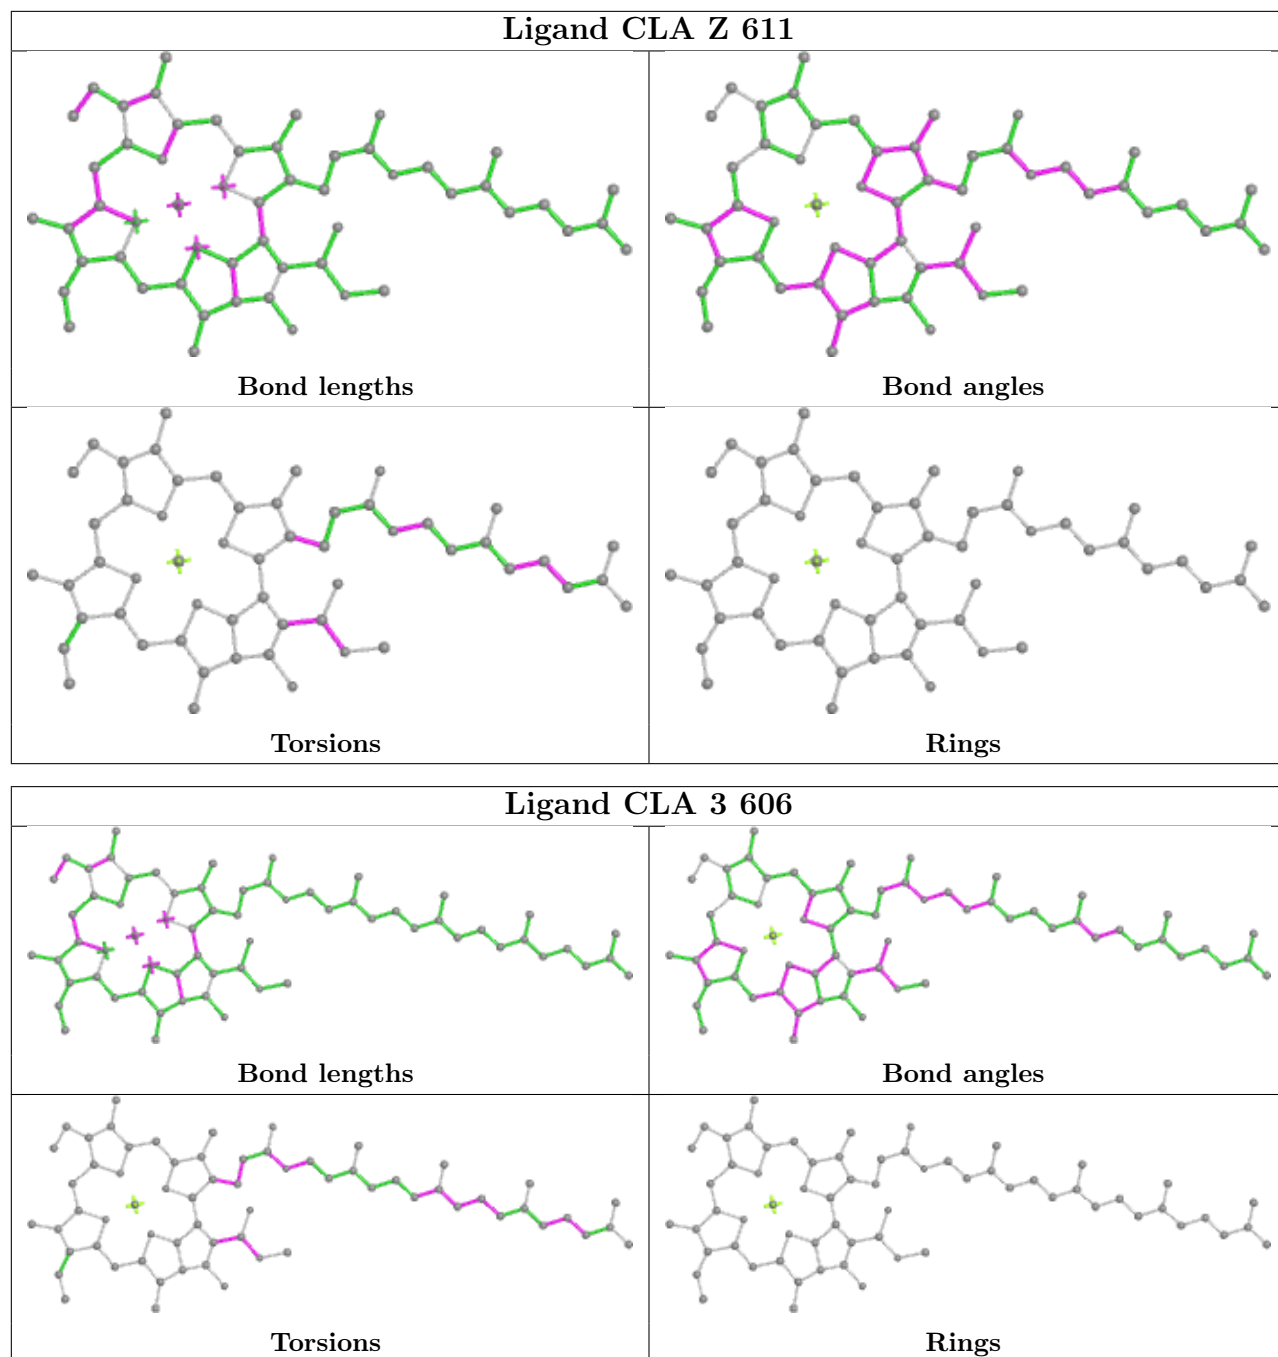 Ligand CLA Z 611
Bond lengths
Bond angles
Torsions
Rings
Ligand CLA 3 606
Bond lengths
Bond angles
Torsions
Rings